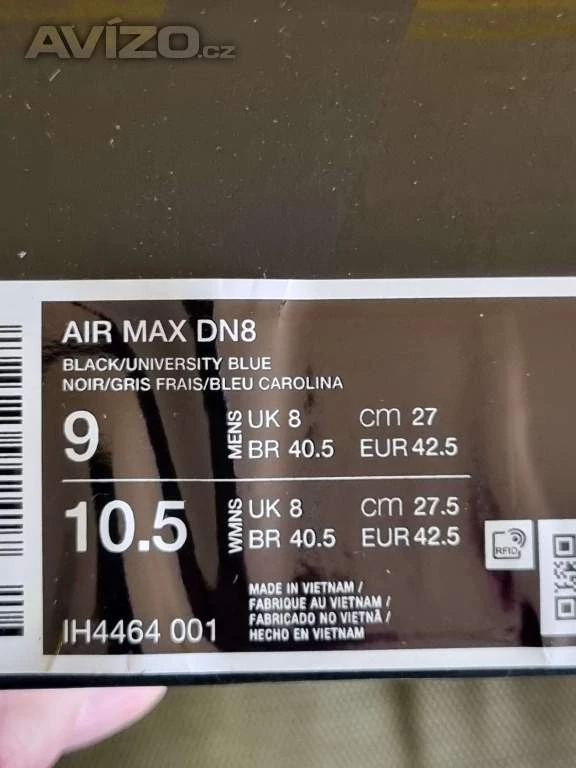 AVÍZO.cz
AIR MAX DN8
BLACK/UNIVERSITY BLUE
NOIR/GRIS FRAIS/BLEU CAROLINA
9 MENS UK 8 cm 27
BR 40.5 EUR 42.5
10.5 WMNS UK 8 cm 27.5
BR 40.5 EUR 42.5
RFID
MADE IN VIETNAM /
FABRIQUE AU VIETNAM /
FABRICADO NO VIETNÃ /
HECHO EN VIETNAM
IH4464 001